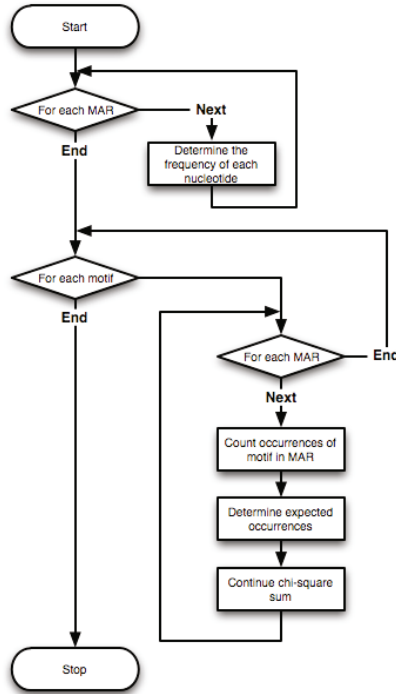 Start
For each MAR
Next
End
Determine the
frequency of each
nucleotide
For each motif
End
For each MAR
End
Next
Count occurrences of
motif in MAR
Determine expected
occurrences
Continue chi-square
sum
Stop